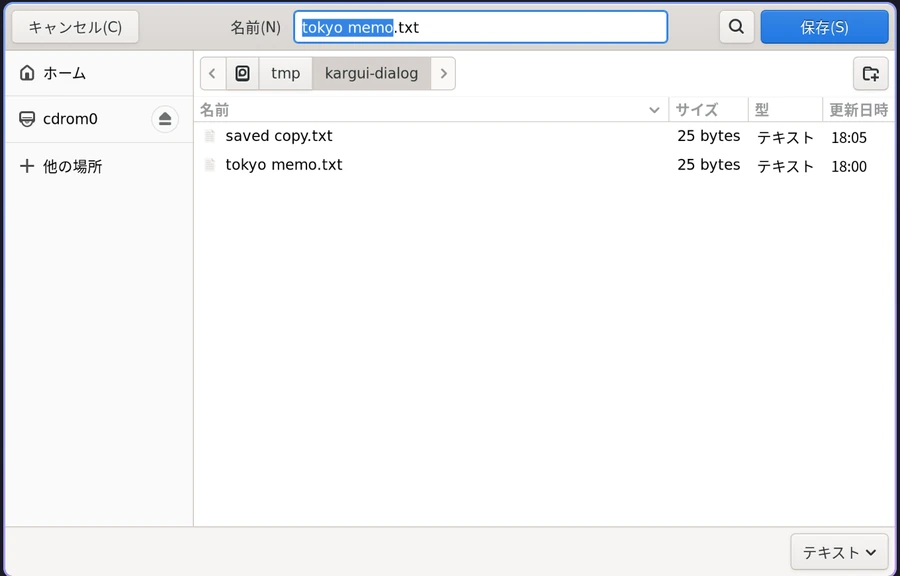 キャンセル(C) 名前(N) tokyo memo.txt 保存(S)
ホーム
cdrom0
他の場所
tmp kargui-dialog
名前 サイズ 型 更新日時
saved copy.txt 25 bytes テキスト 18:05
tokyo memo.txt 25 bytes テキスト 18:00
テキスト